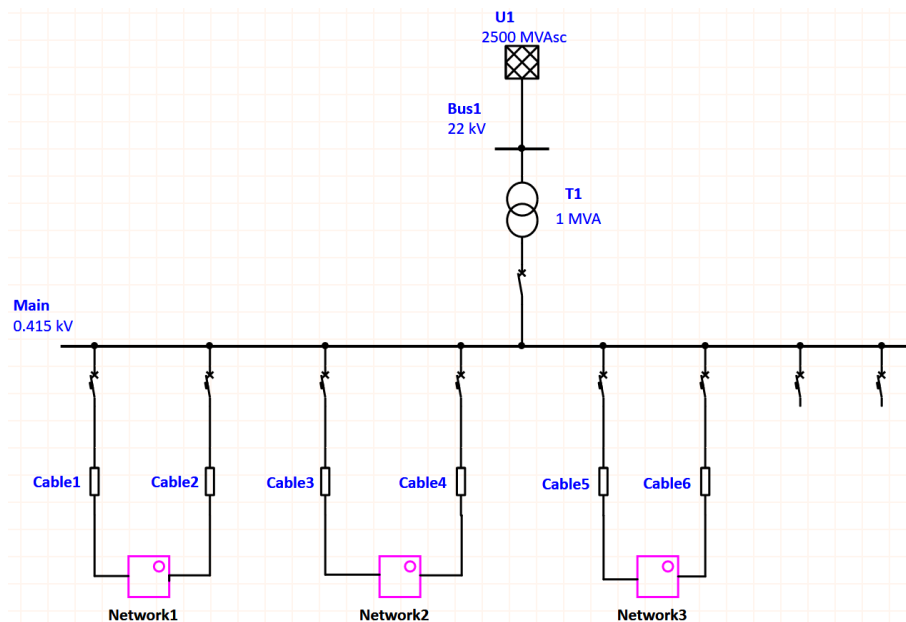 U1
2500 MVAsc
Bus1
22 kV
T1
1 MVA
Main
0.415 kV
Cable1
Cable2
Cable3
Cable4
Cable5
Cable6
Network1
Network2
Network3